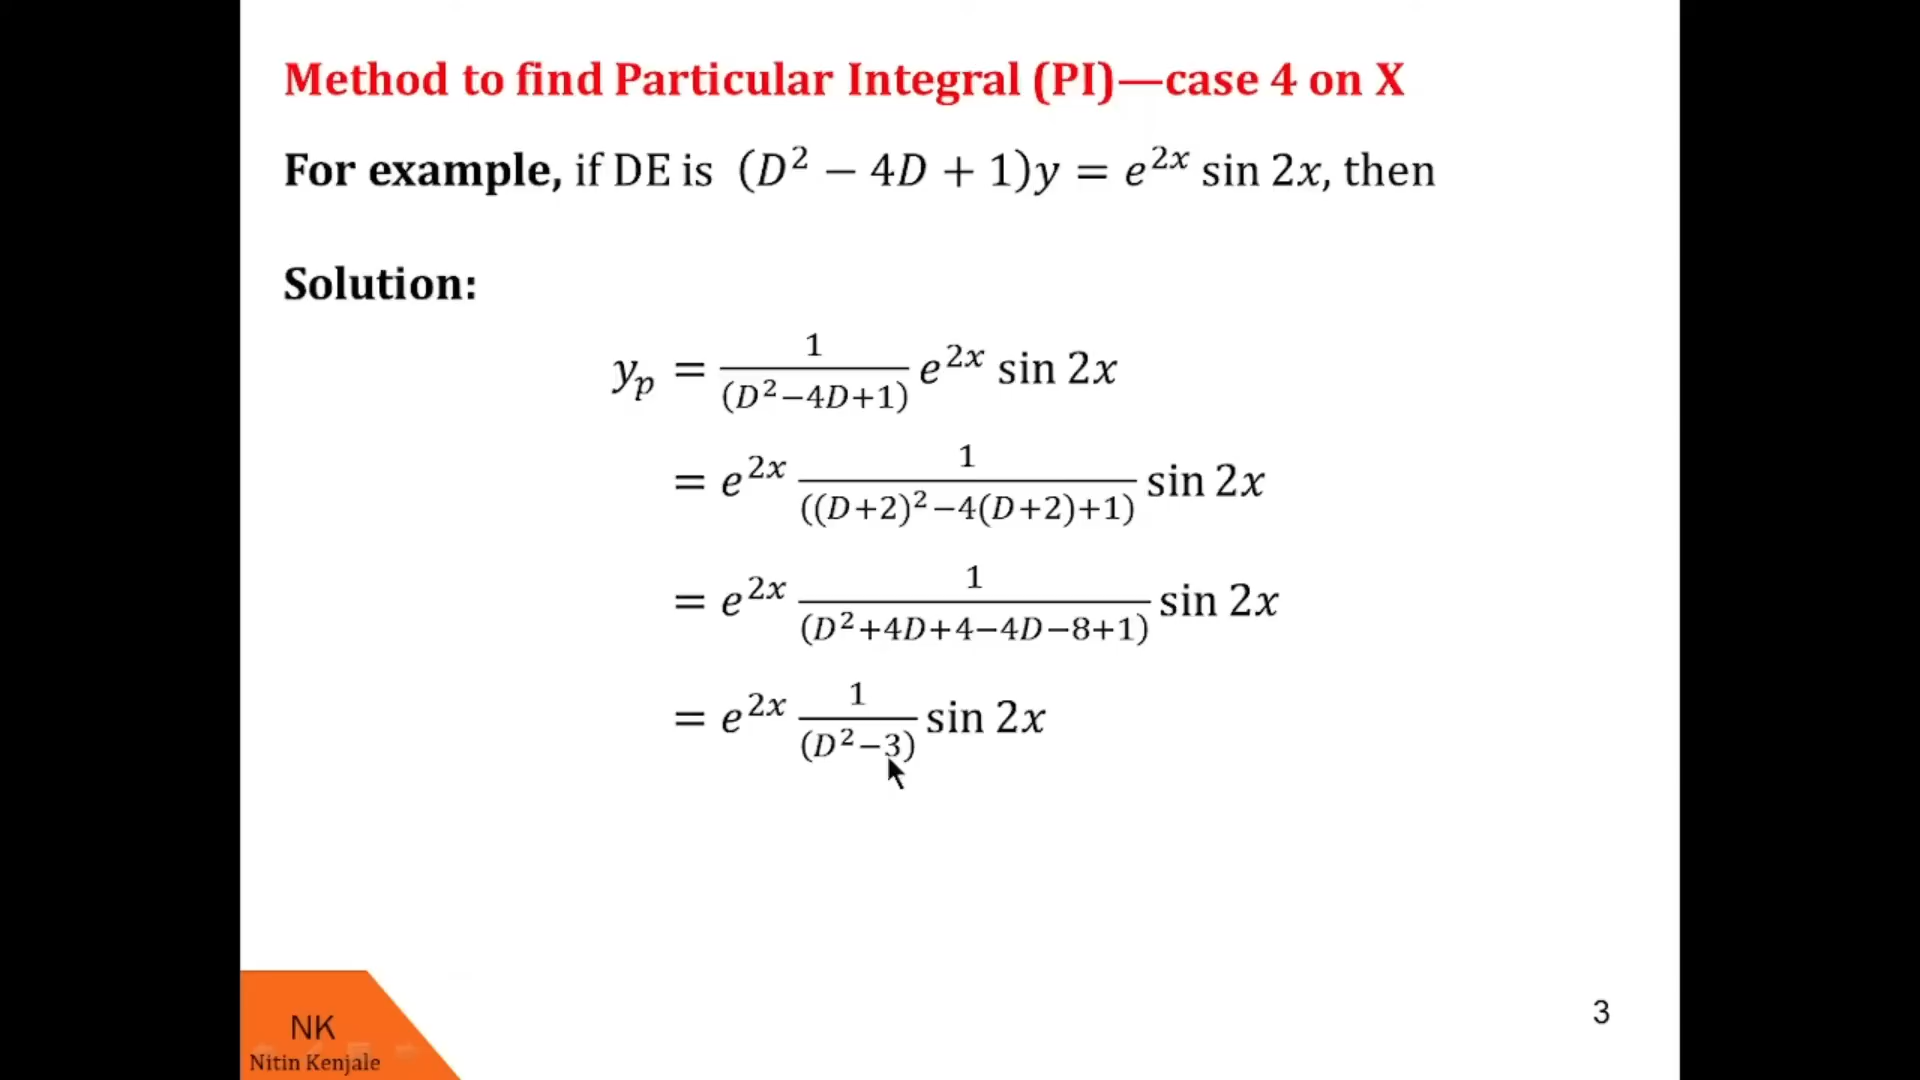 Method to find Particular Integral (PI)—case 4 on X
For example, if DE is (D² − 4D + 1)y = e²ˣ sin 2x, then
Solution:
yₚ = 1/(D²−4D+1) e²ˣ sin 2x
= e²ˣ 1/((D+2)²−4(D+2)+1) sin 2x
= e²ˣ 1/(D²+4D+4−4D−8+1) sin 2x
= e²ˣ 1/(D²−3) sin 2x
NK
Nitin Kenjale
3